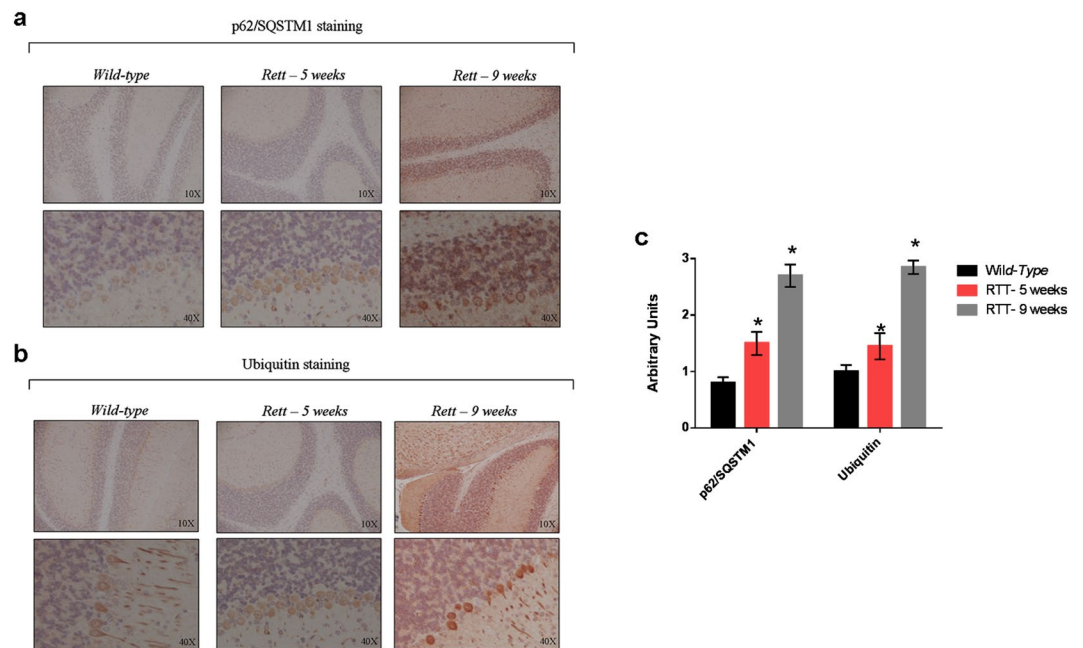 a
p62/SQSTM1 staining
Wild-type
Rett – 5 weeks
Rett – 9 weeks
10X
10X
10X
40X
40X
40X
b
Ubiquitin staining
Wild-type
Rett – 5 weeks
Rett – 9 weeks
10X
10X
10X
40X
40X
40X
c
Arbitrary Units
3
2
1
0
*
*
*
*
p62/SQSTM1
Ubiquitin
Wild-Type
RTT- 5 weeks
RTT- 9 weeks